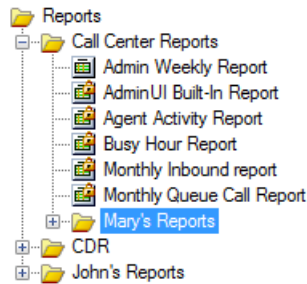 Reports
Call Center Reports
Admin Weekly Report
AdminUI Built-In Report
Agent Activity Report
Busy Hour Report
Monthly Inbound report
Monthly Queue Call Report
Mary's Reports
CDR
John's Reports